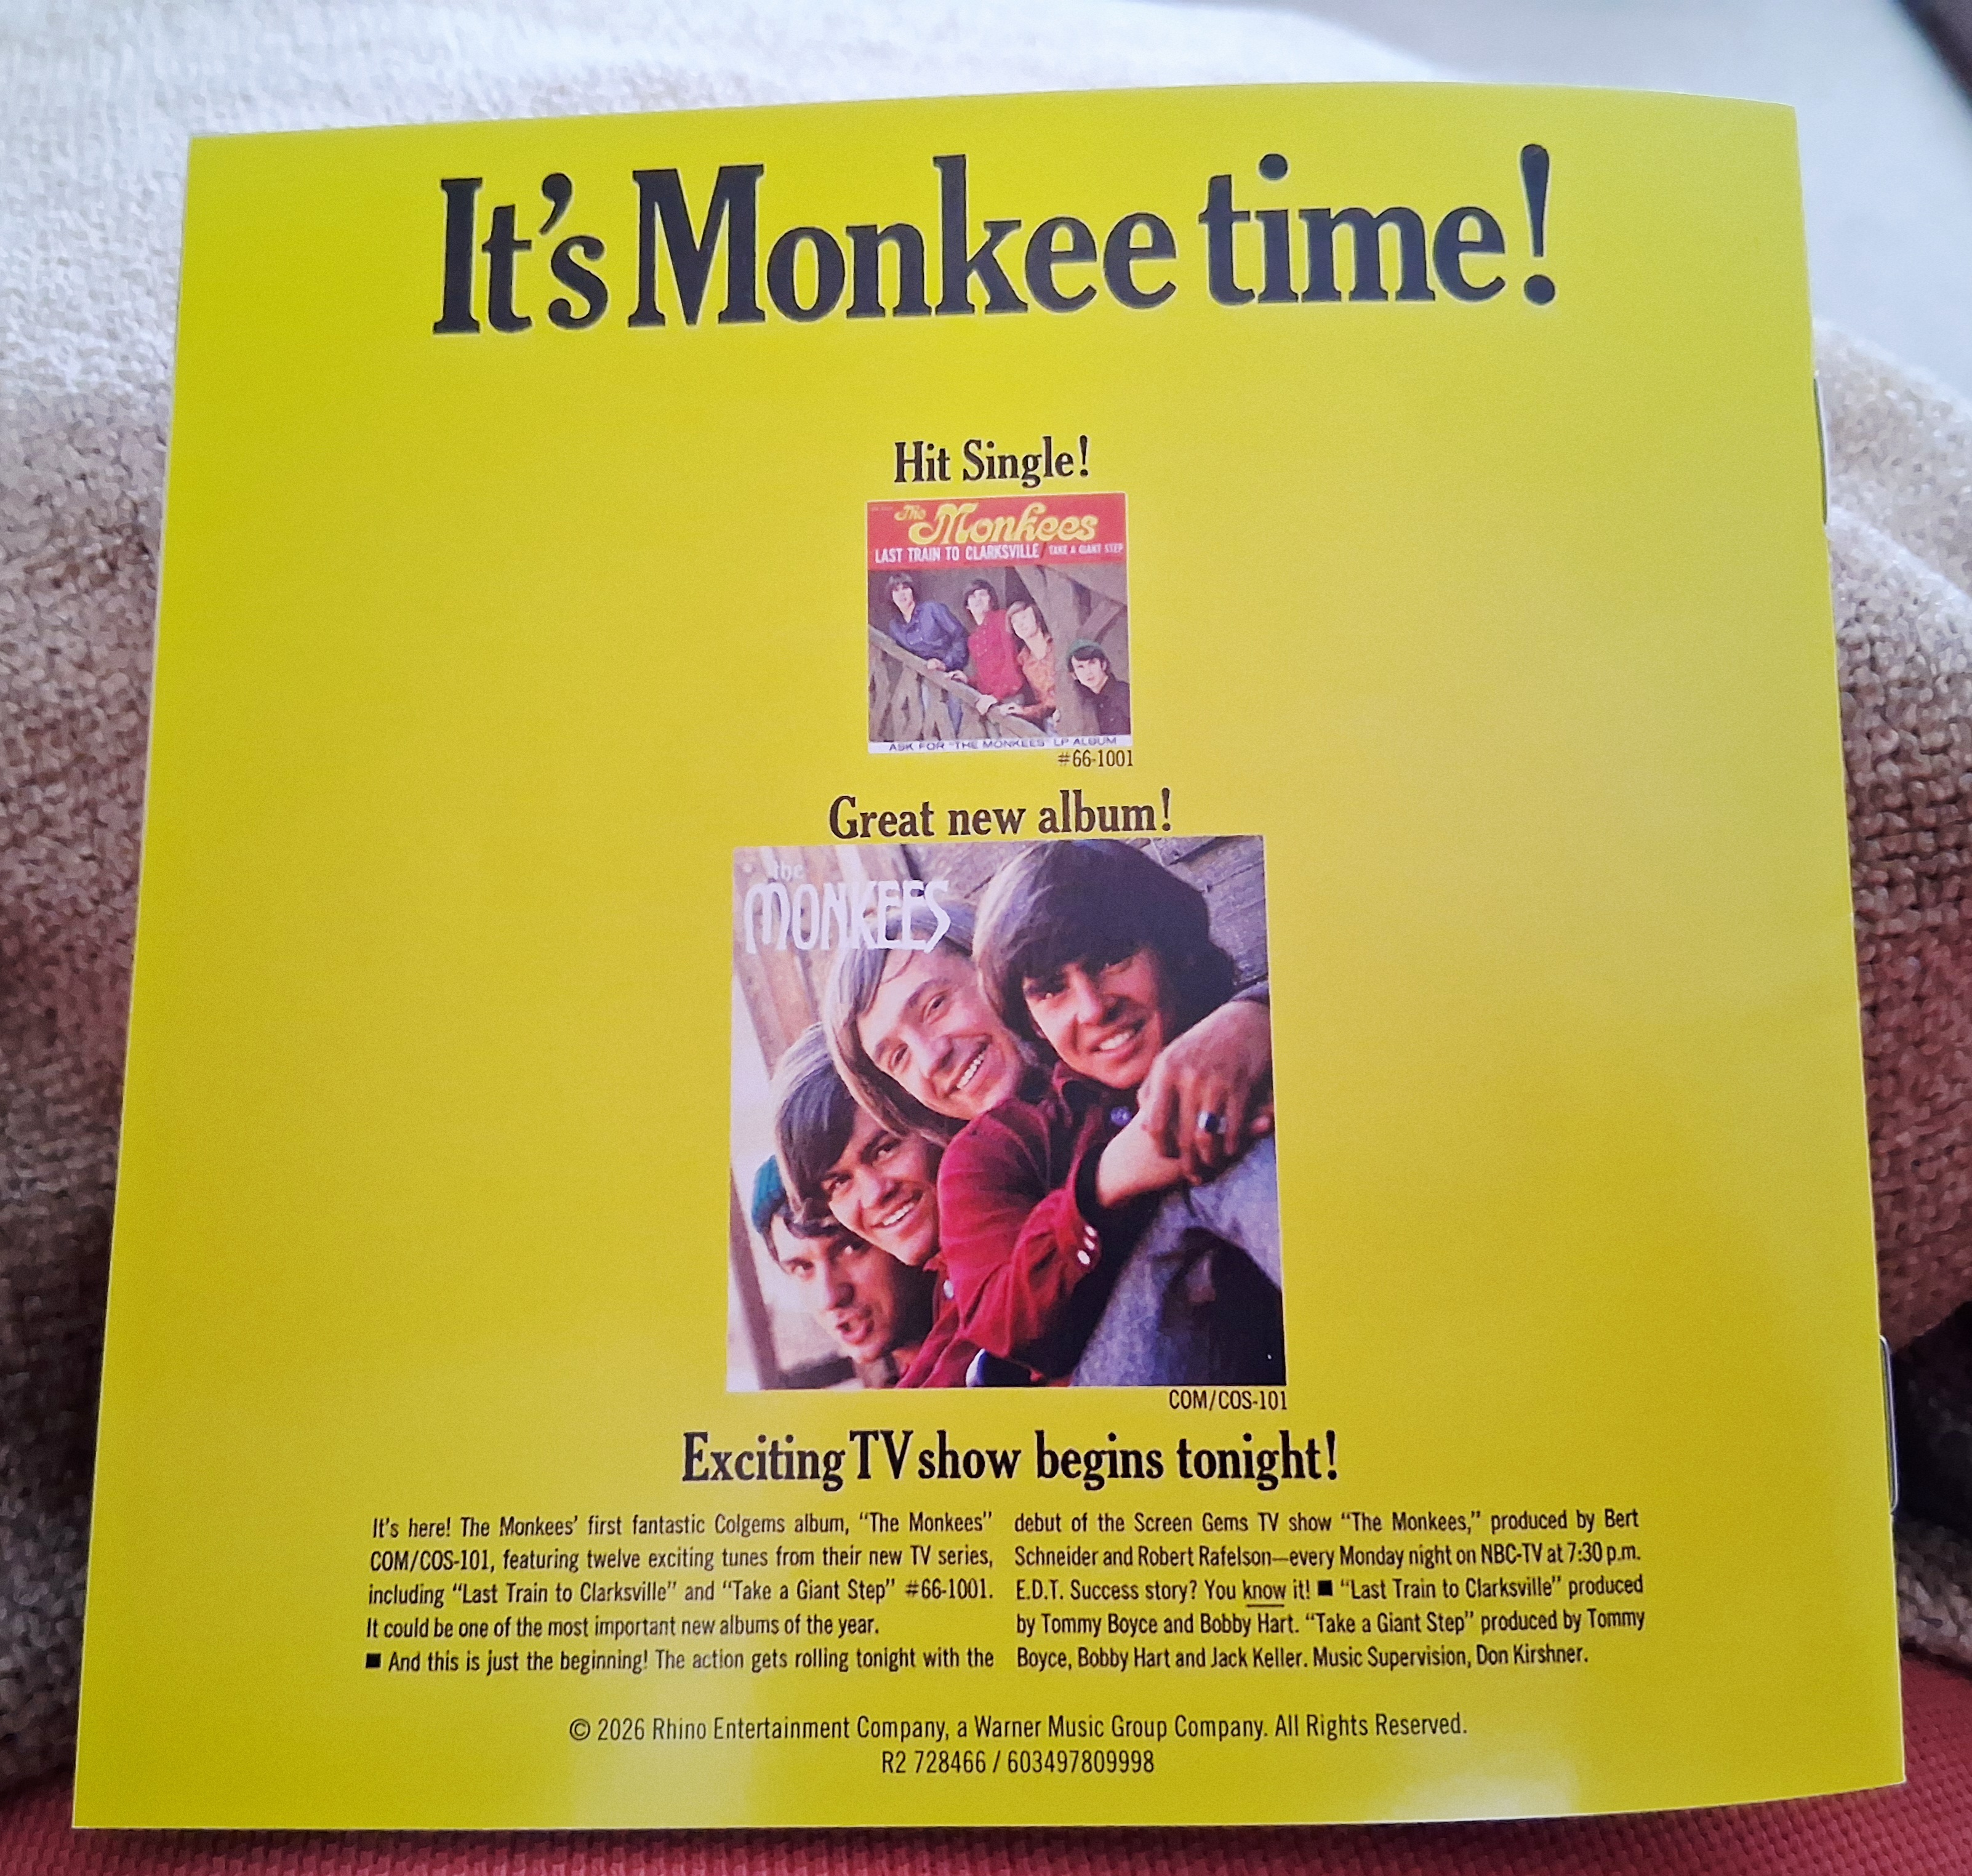 It's Monkee time!
Hit Single!
The Monkees
LAST TRAIN TO CLARKSVILLE / TAKE A GIANT STEP
ASK FOR "THE MONKEES" LP ALBUM
#66-1001
Great new album!
the
MONKEES
COM/COS-101
Exciting TV show begins tonight!
It's here! The Monkees' first fantastic Colgems album, “The Monkees”
COM/COS-101, featuring twelve exciting tunes from their new TV series,
including “Last Train to Clarksville” and “Take a Giant Step” #66-1001.
It could be one of the most important new albums of the year.
■ And this is just the beginning! The action gets rolling tonight with the
debut of the Screen Gems TV show “The Monkees,” produced by Bert
Schneider and Robert Rafelson—every Monday night on NBC-TV at 7:30 p.m.
E.D.T. Success story? You know it! ■ “Last Train to Clarksville” produced
by Tommy Boyce and Bobby Hart. “Take a Giant Step” produced by Tommy
Boyce, Bobby Hart and Jack Keller. Music Supervision, Don Kirshner.
© 2026 Rhino Entertainment Company, a Warner Music Group Company. All Rights Reserved.
R2 728466 / 603497809998